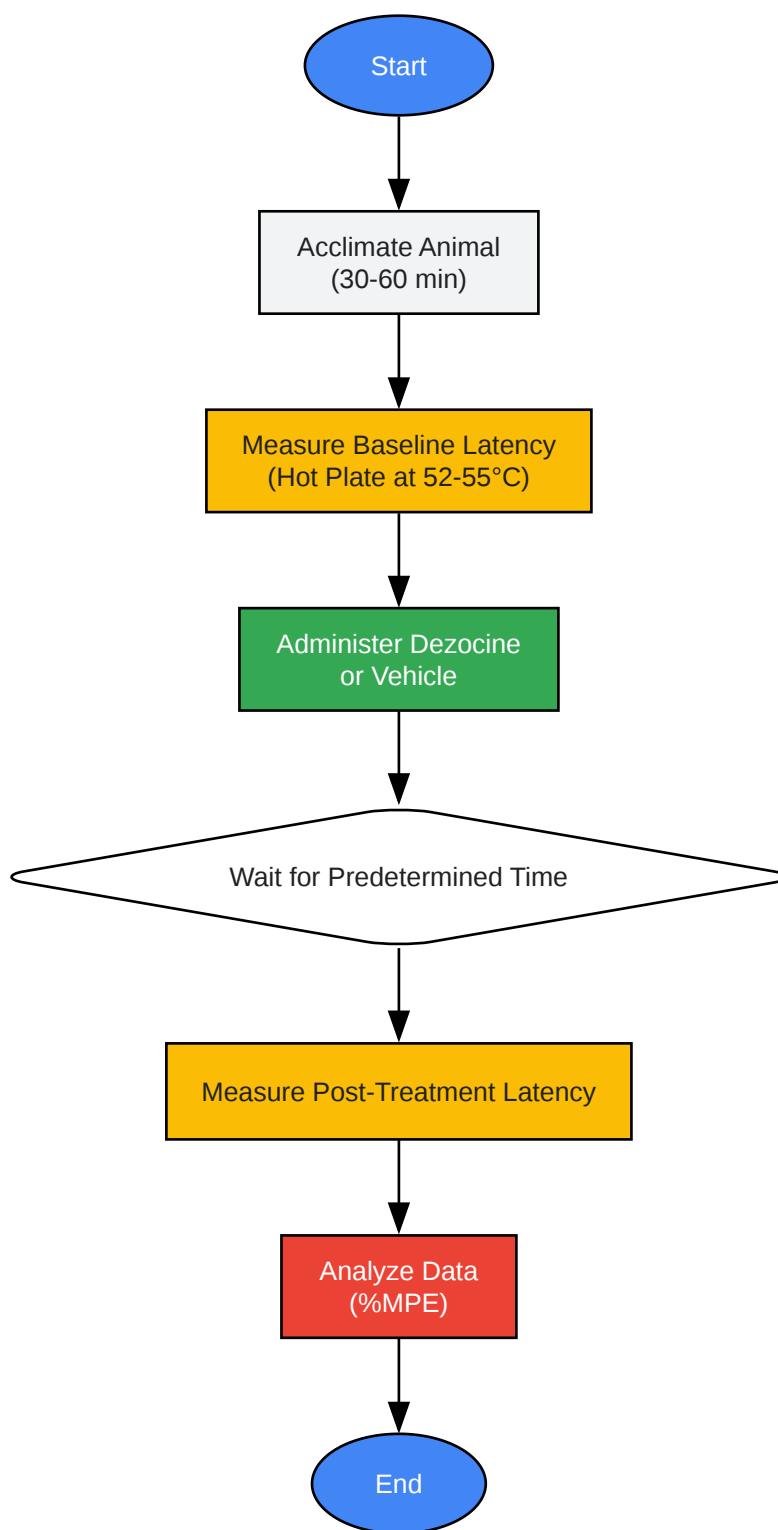 Start
Acclimate Animal
(30-60 min)
Measure Baseline Latency
(Hot Plate at 52-55°C)
Administer Dezocine
or Vehicle
Wait for Predetermined Time
Measure Post-Treatment Latency
Analyze Data
(%MPE)
End